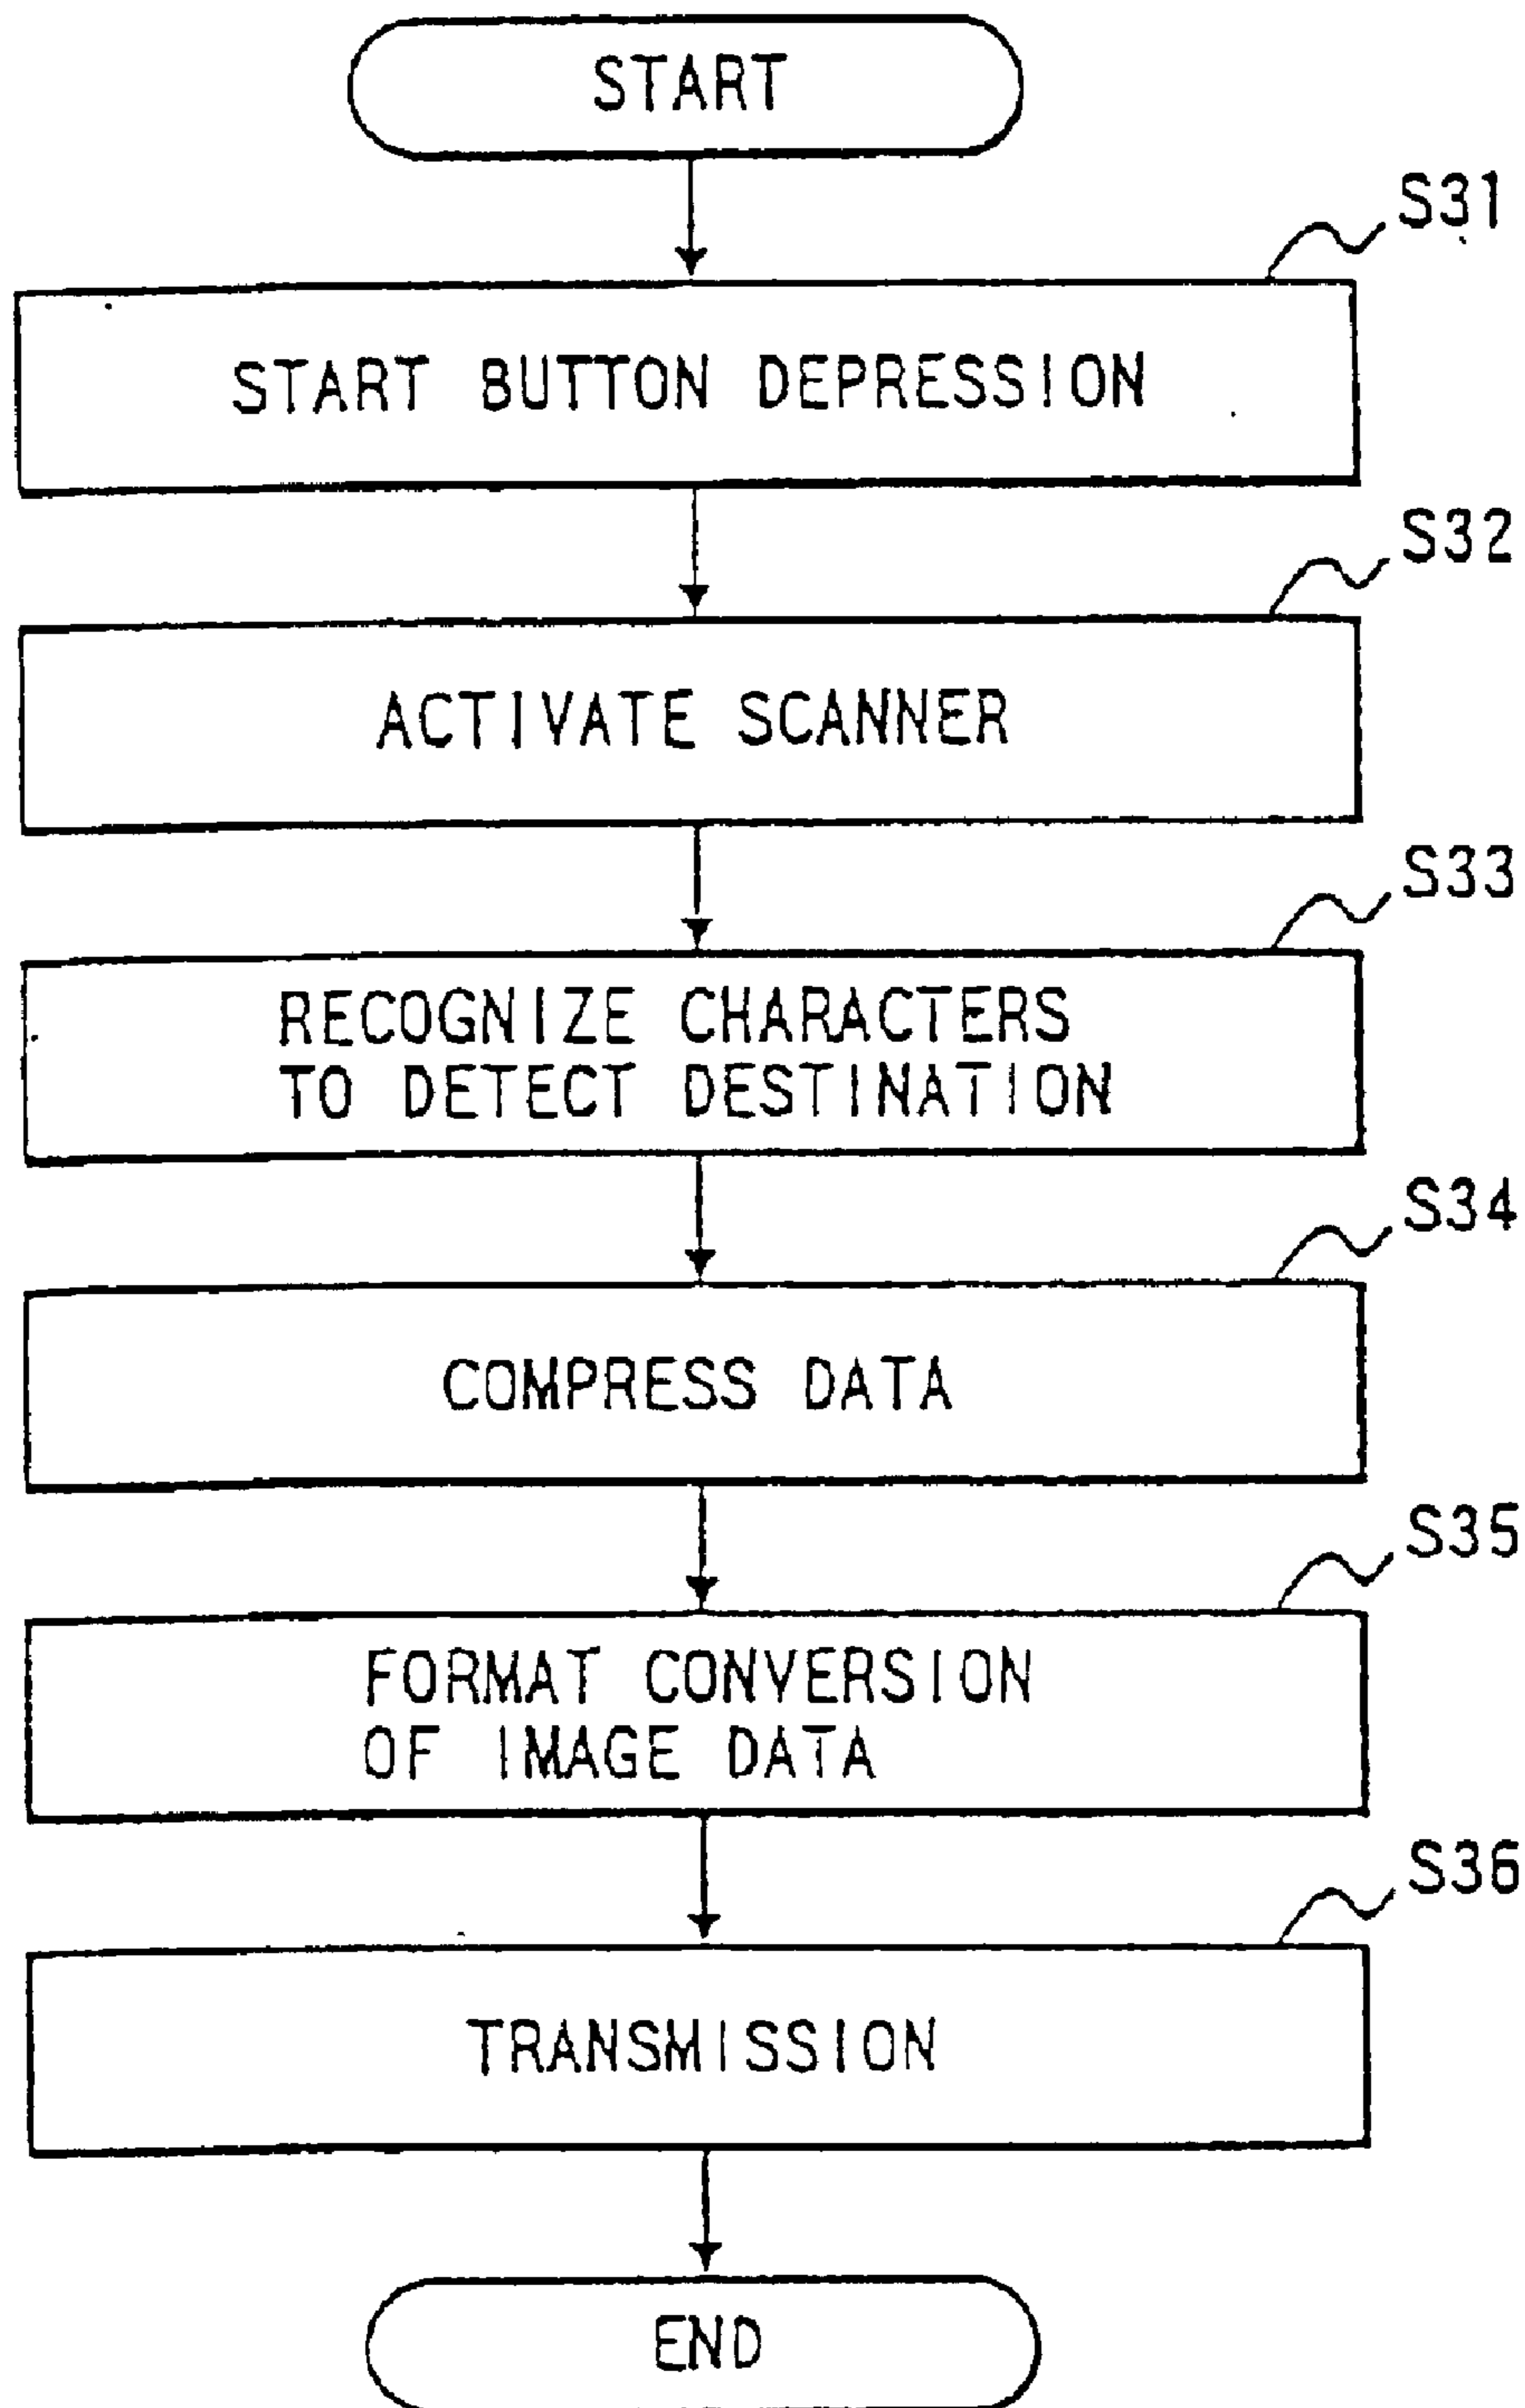 START
S31
START BUTTON DEPRESSION
S32
ACTIVATE SCANNER
S33
RECOGNIZE CHARACTERS
TO DETECT DESTINATION
S34
COMPRESS DATA
S35
FORMAT CONVERSION
OF IMAGE DATA
S36
TRANSMISSION
END